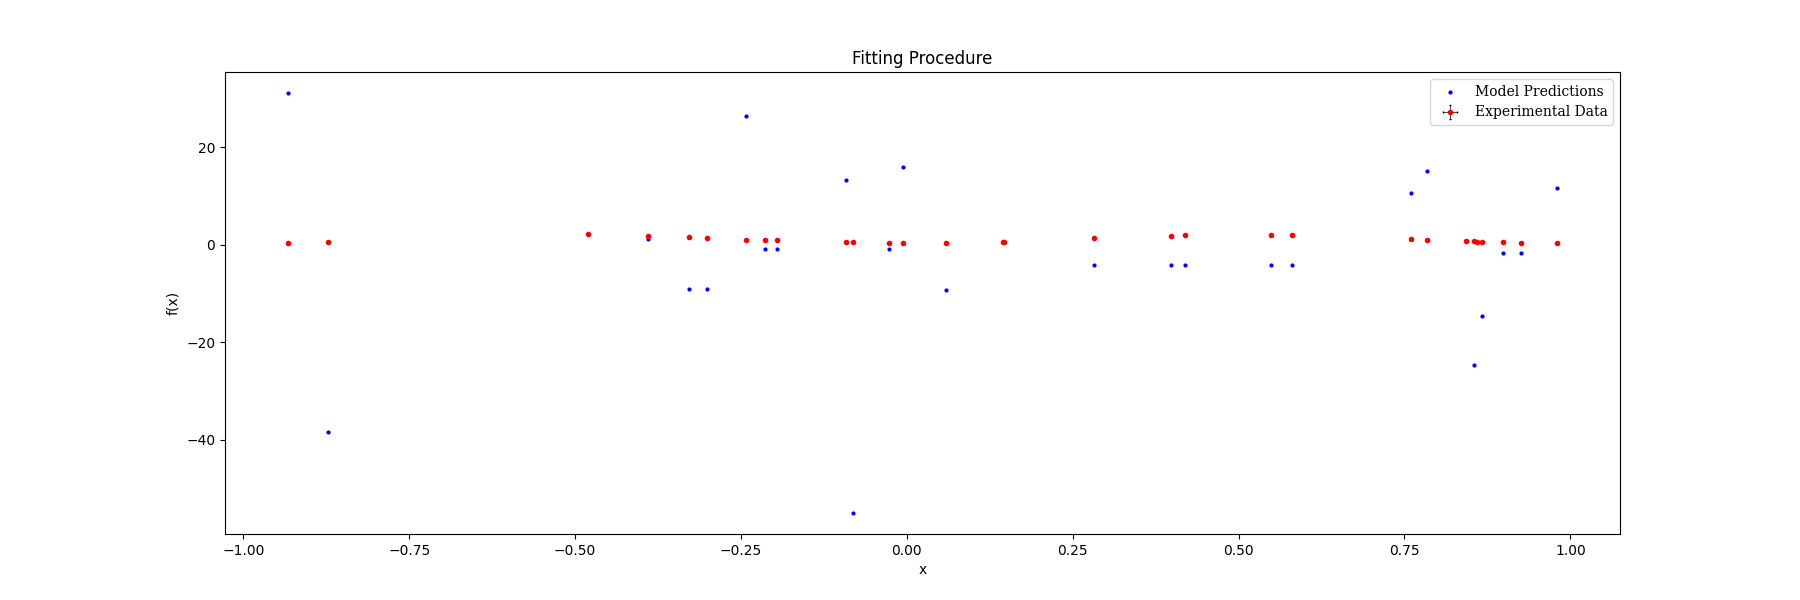 Fitting Procedure
Model Predictions
Experimental Data
f(x)
20
0
−20
−40
−1.00 −0.75 −0.50 −0.25 0.00 0.25 0.50 0.75 1.00
x